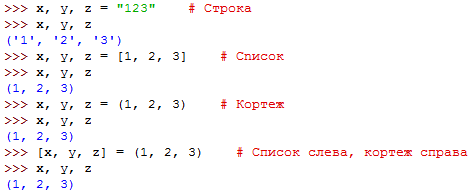 >>> x, y, z = "123"    # Строка
>>> x, y, z
('1', '2', '3')
>>> x, y, z = [1, 2, 3]    # Список
>>> x, y, z
(1, 2, 3)
>>> x, y, z = (1, 2, 3)    # Кортеж
>>> x, y, z
(1, 2, 3)
>>> [x, y, z] = (1, 2, 3)    # Список слева, кортеж справа
>>> x, y, z
(1, 2, 3)